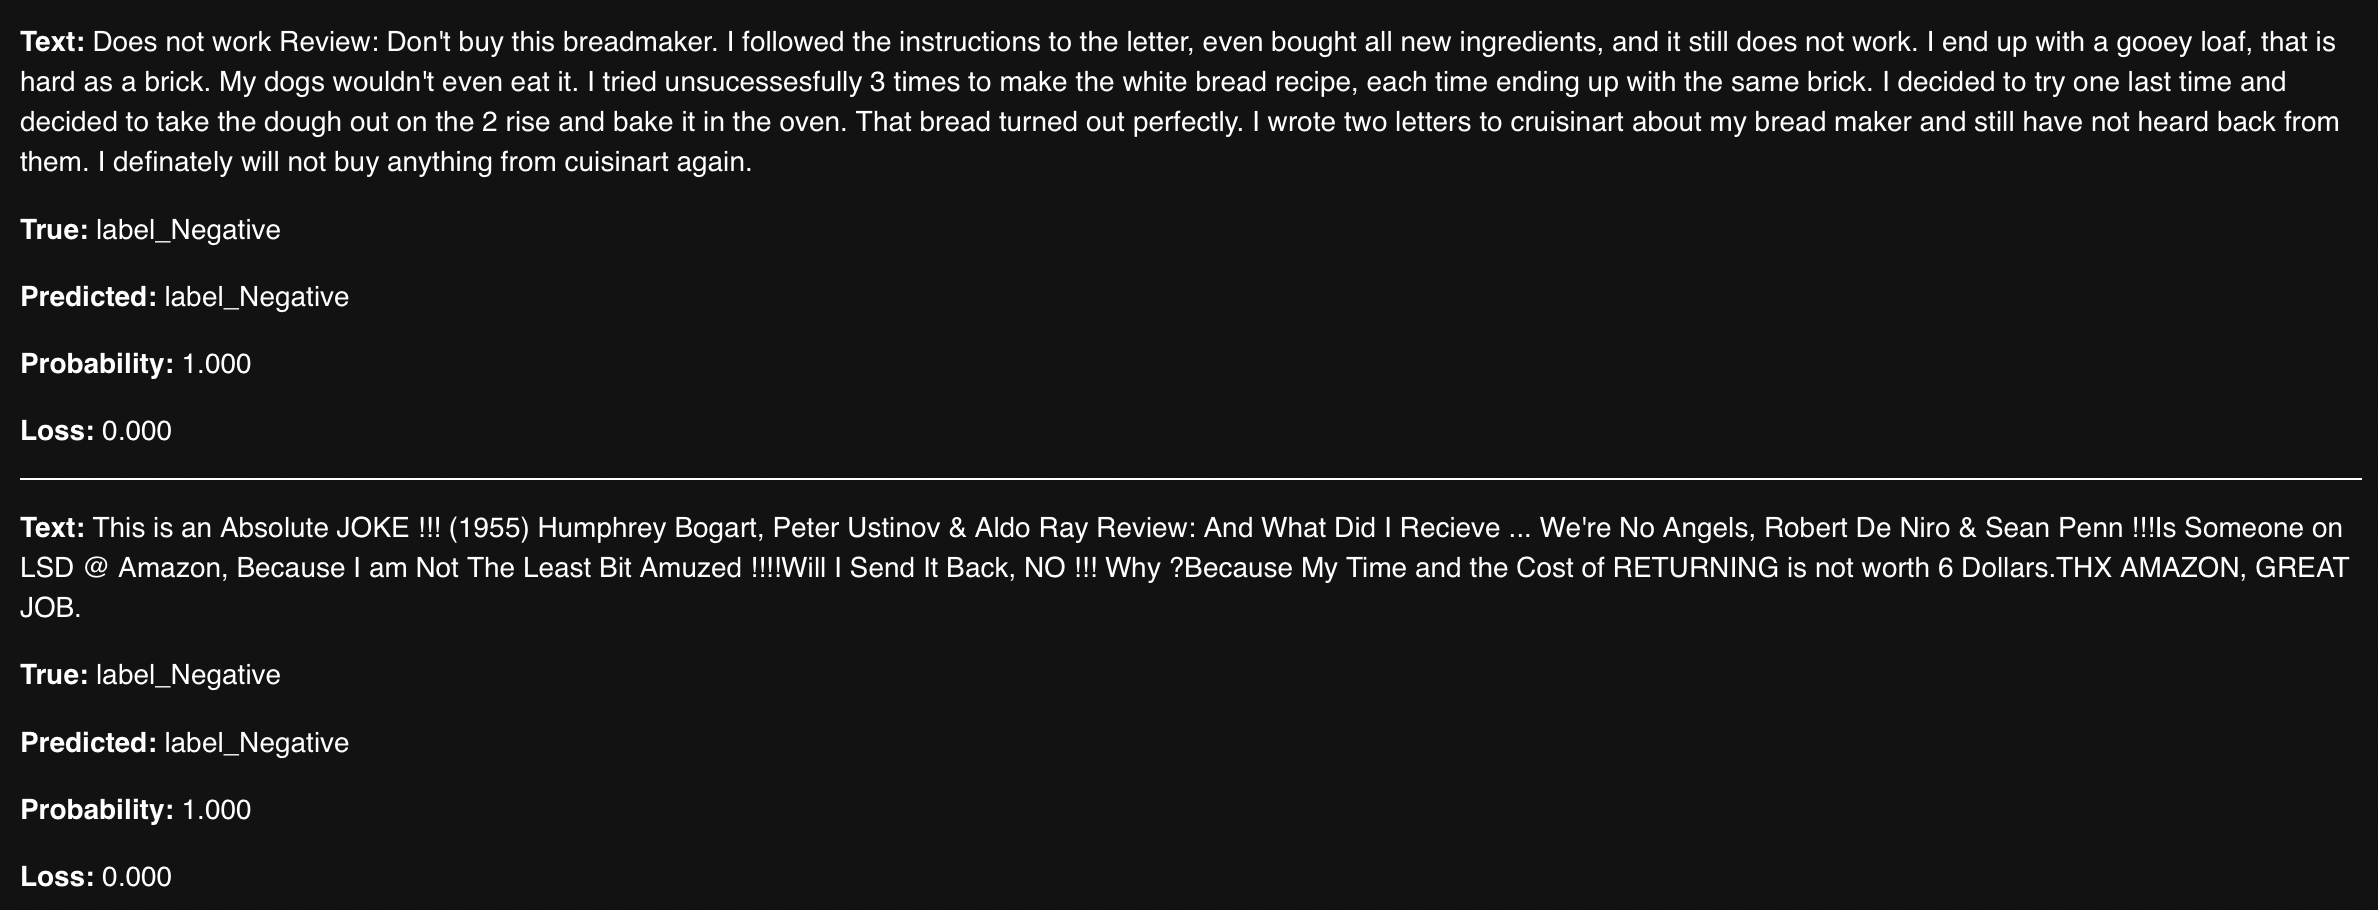 Text: Does not work Review: Don't buy this breadmaker. I followed the instructions to the letter, even bought all new ingredients, and it still does not work. I end up with a gooey loaf, that is
hard as a brick. My dogs wouldn't even eat it. I tried unsucessesfully 3 times to make the white bread recipe, each time ending up with the same brick. I decided to try one last time and
decided to take the dough out on the 2 rise and bake it in the oven. That bread turned out perfectly. I wrote two letters to cruisinart about my bread maker and still have not heard back from
them. I definately will not buy anything from cuisinart again.
True: label_Negative
Predicted: label_Negative
Probability: 1.000
Loss: 0.000
Text: This is an Absolute JOKE !!! (1955) Humphrey Bogart, Peter Ustinov & Aldo Ray Review: And What Did I Recieve ... We're No Angels, Robert De Niro & Sean Penn !!!Is Someone on
LSD @ Amazon, Because I am Not The Least Bit Amuzed !!!!Will I Send It Back, NO !!! Why ?Because My Time and the Cost of RETURNING is not worth 6 Dollars.THX AMAZON, GREAT
JOB.
True: label_Negative
Predicted: label_Negative
Probability: 1.000
Loss: 0.000